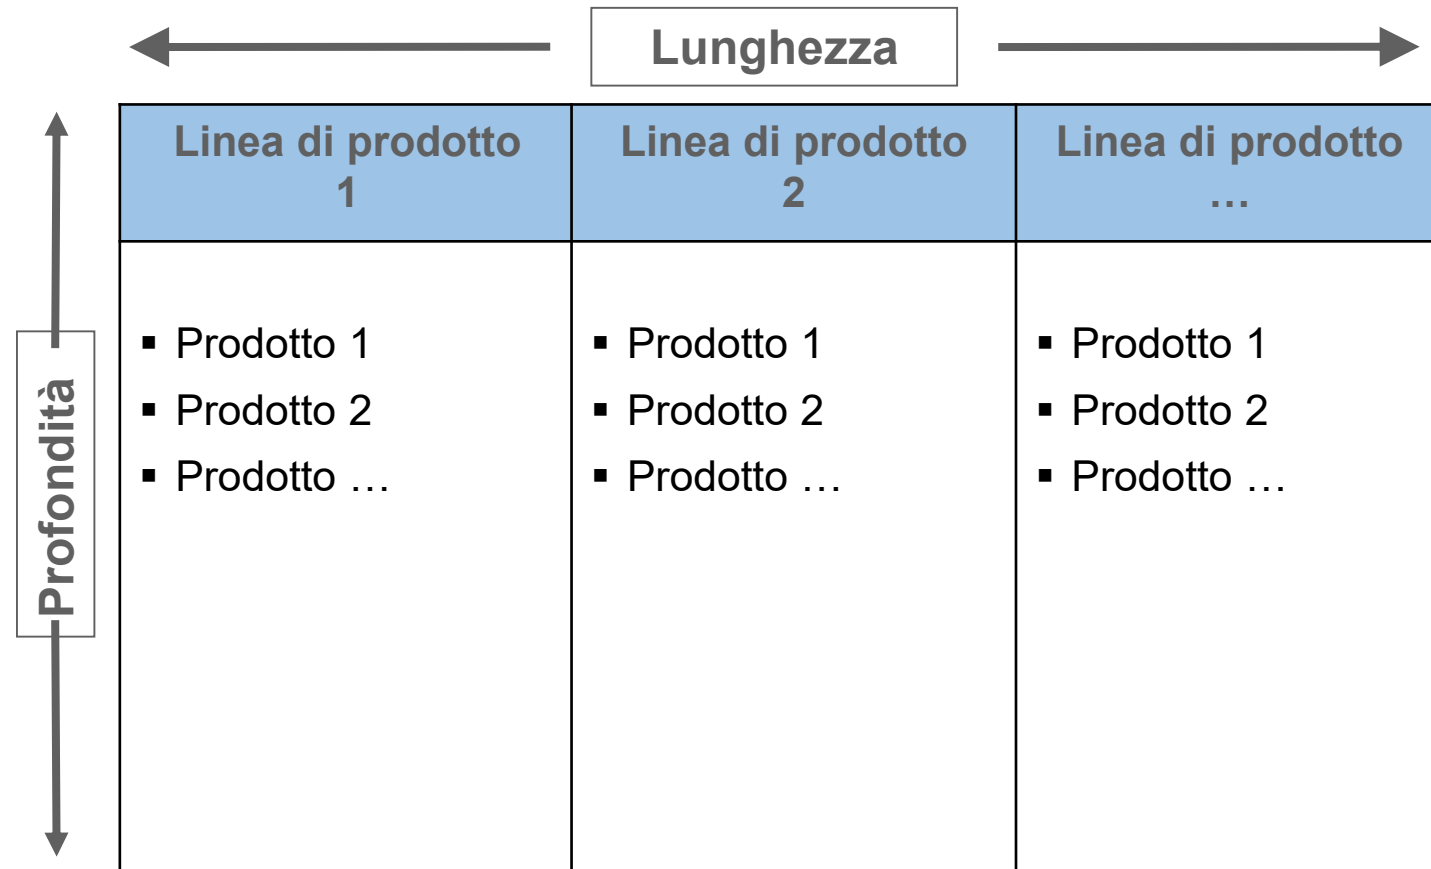 Lunghezza
Profondità
Linea di prodotto
1
Linea di prodotto
2
Linea di prodotto
…
▪ Prodotto 1
▪ Prodotto 2
▪ Prodotto …
▪ Prodotto 1
▪ Prodotto 2
▪ Prodotto …
▪ Prodotto 1
▪ Prodotto 2
▪ Prodotto …